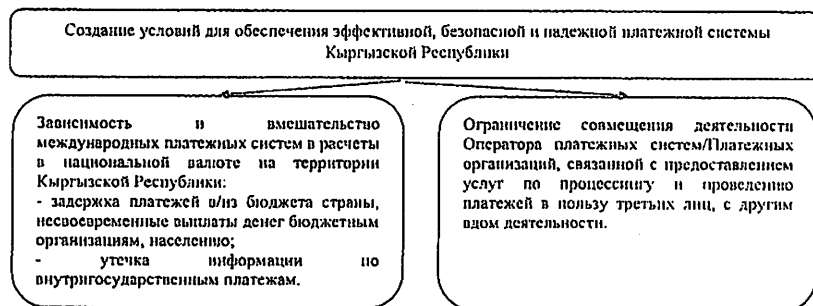 Создание условий для обеспечения эффективной, безопасной и надежной платежной системы
Кыргызской Республики
Зависимость и вмешательство
международных платежных систем в расчеты
в национальной валюте на территории
Кыргызской Республики:
- задержка платежей в/из бюджета страны,
несвоевременные выплаты денег бюджетным
организациям, населению;
- утечка информации по
внутригосударственным платежам.
Ограничение совмещения деятельности
Оператора платежных систем/Платежных
организаций, связанной с предоставлением
услуг по процессингу и проведению
платежей в пользу третьих лиц, с другим
видом деятельности.